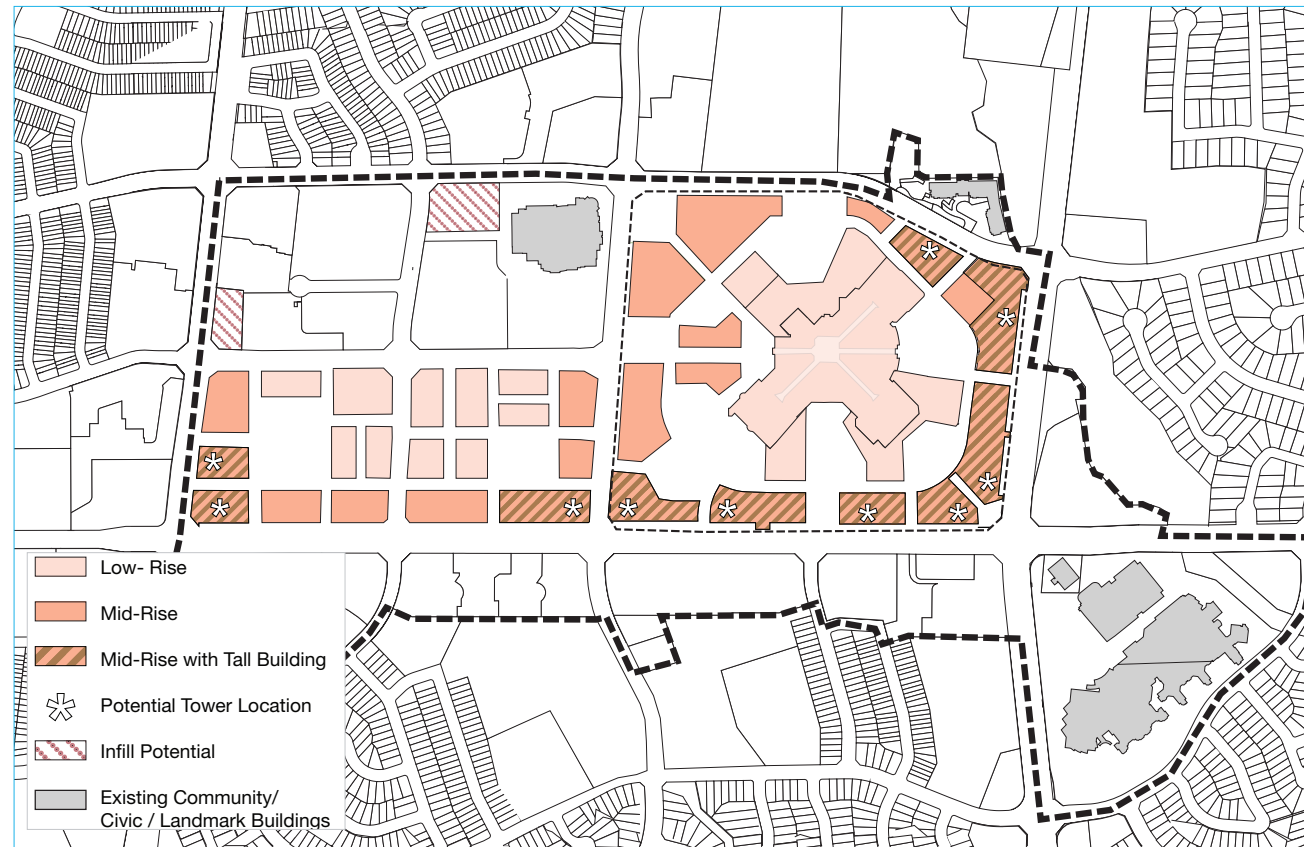 Low- Rise
Mid-Rise
Mid-Rise with Tall Building
Potential Tower Location
Infill Potential
Existing Community/
Civic / Landmark Buildings